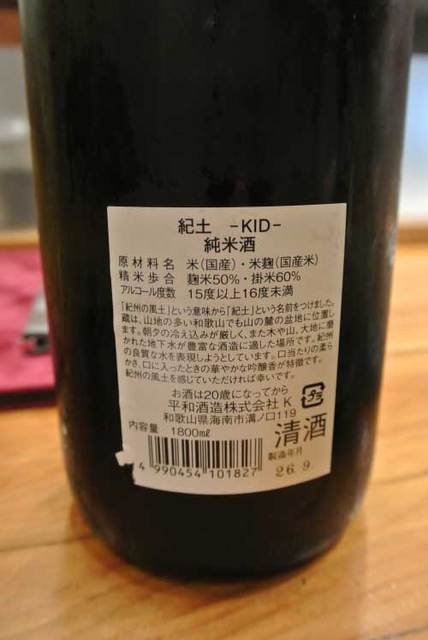 紀土 -KID-
純米酒
原材料名 米(国産)・米麹(国産米)
精米歩合 麹米50%・掛米60%
アルコール度数 15度以上16度未満
「紀州の風土」という意味から「紀土」という名前をつけました。
蔵は、山地の多い和歌山でも山の麓の盆地に位置し
ます。朝夕の冷え込みが厳しく、また木や山、大地に磨
かれた地下水が豊富な酒造に適した場所です。紀州
の良質な水を表現しようとしています。口当たりの柔ら
かさ、口に入ったときの華やかな吟醸香が特徴です。
紀州の風土を感じていただければ幸いです。
お酒は20歳になってから
平和酒造株式会社 K
和歌山県海南市溝ノ口119
内容量 1800mℓ
プラ
清酒
4 990454 101827
製造年月
26.9.